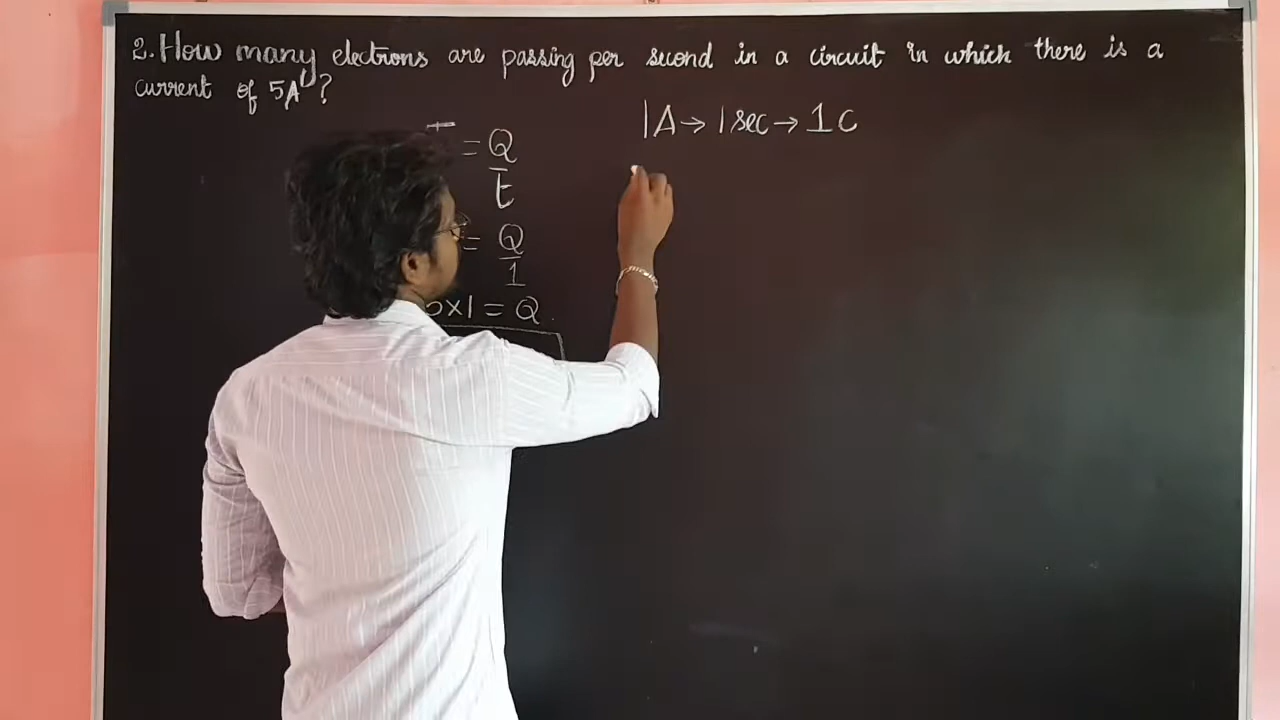 2. How many electrons are passing per second in a circuit in which there is a
current of 5A?
I = Q
t
= Q
1
5x1 = Q.
1A → 1 sec → 1 C